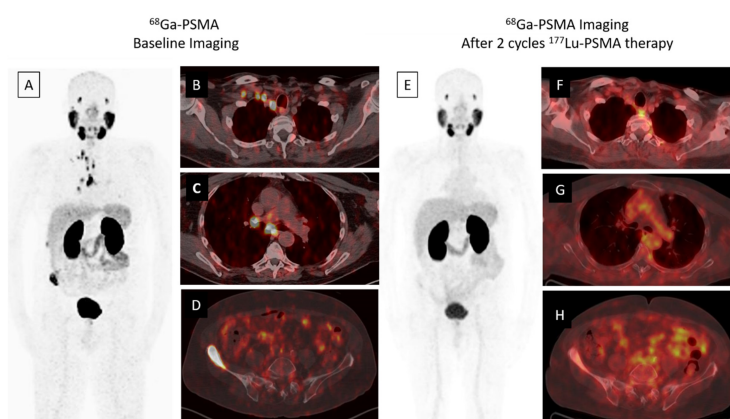 ⁶⁸Ga-PSMA
Baseline Imaging
⁶⁸Ga-PSMA Imaging
After 2 cycles ¹⁷⁷Lu-PSMA therapy
A
B
C
D
E
F
G
H